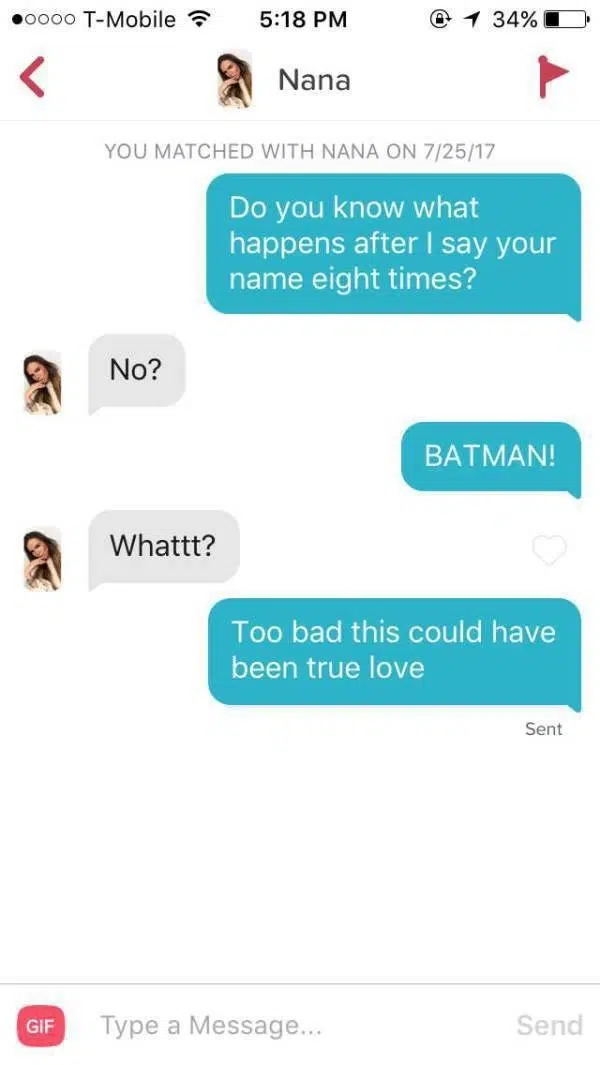 T-Mobile 5:18 PM 34%
Nana
YOU MATCHED WITH NANA ON 7/25/17
Do you know what
happens after I say your
name eight times?
No?
BATMAN!
Whattt?
Too bad this could have
been true love
Sent
GIF Type a Message... Send